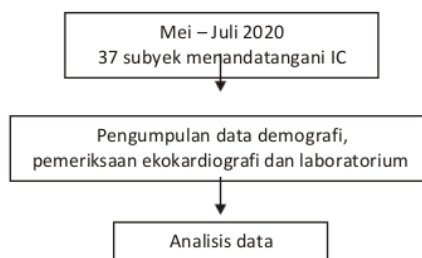 Mei – Juli 2020
37 subyek menandatangani IC
Pengumpulan data demografi,
pemeriksaan ekokardiografi dan laboratorium
Analisis data